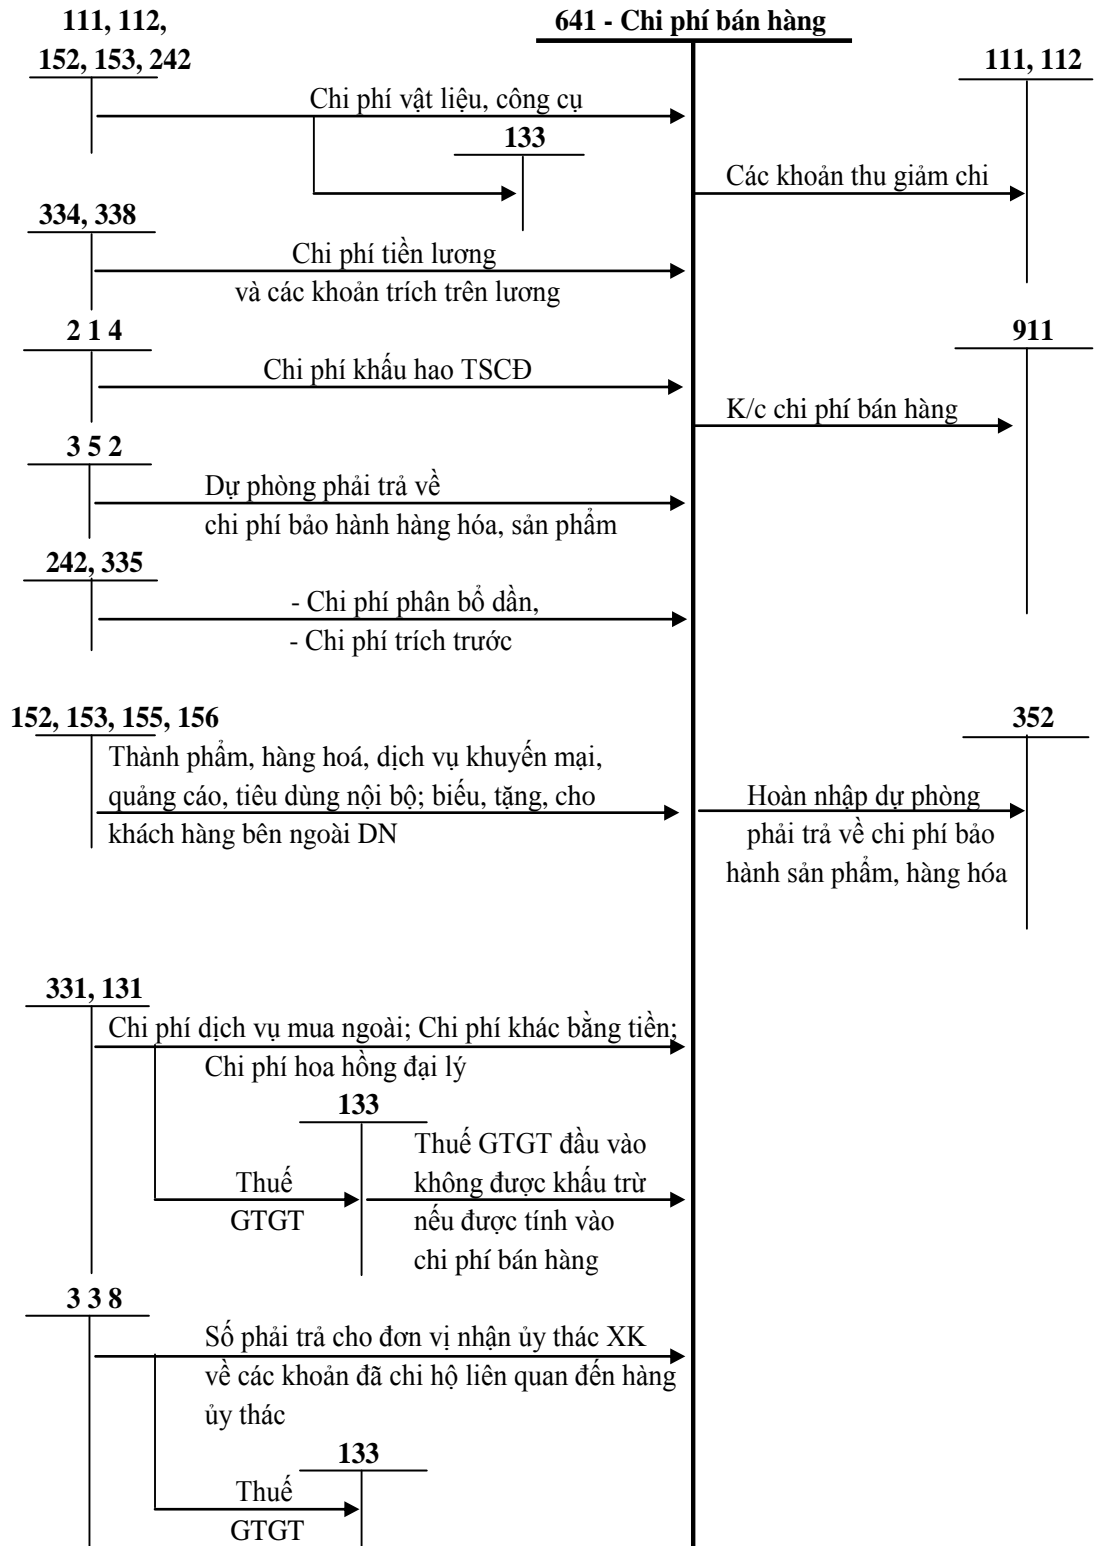 111, 112,
152, 153, 242
641 - Chi phí bán hàng
111, 112
Chi phí vật liệu, công cụ
133
Các khoản thu giảm chi
334, 338
Chi phí tiền lương
và các khoản trích trên lương
2 1 4
911
Chi phí khấu hao TSCĐ
K/c chi phí bán hàng
3 5 2
Dự phòng phải trả về
chi phí bảo hành hàng hóa, sản phẩm
242, 335
- Chi phí phân bổ dần,
- Chi phí trích trước
152, 153, 155, 156
352
Thành phẩm, hàng hoá, dịch vụ khuyến mại,
quảng cáo, tiêu dùng nội bộ; biếu, tặng, cho
khách hàng bên ngoài DN
Hoàn nhập dự phòng
phải trả về chi phí bảo
hành sản phẩm, hàng hóa
331, 131
Chi phí dịch vụ mua ngoài; Chi phí khác bằng tiền;
Chi phí hoa hồng đại lý
133
Thuế
GTGT
Thuế GTGT đầu vào
không được khấu trừ
nếu được tính vào
chi phí bán hàng
3 3 8
Số phải trả cho đơn vị nhận ủy thác XK
về các khoản đã chi hộ liên quan đến hàng
ủy thác
133
Thuế
GTGT